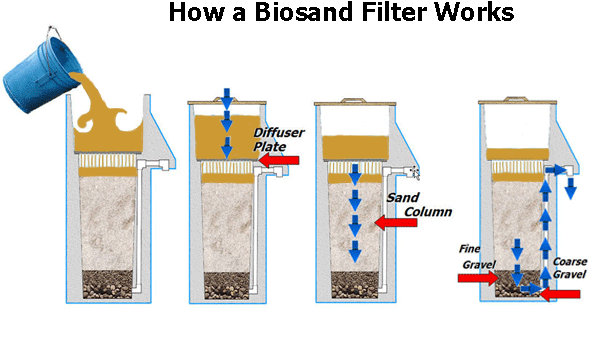 How a Biosand Filter Works
Diffuser
Plate
Sand
Column
Fine
Gravel
Coarse
Gravel